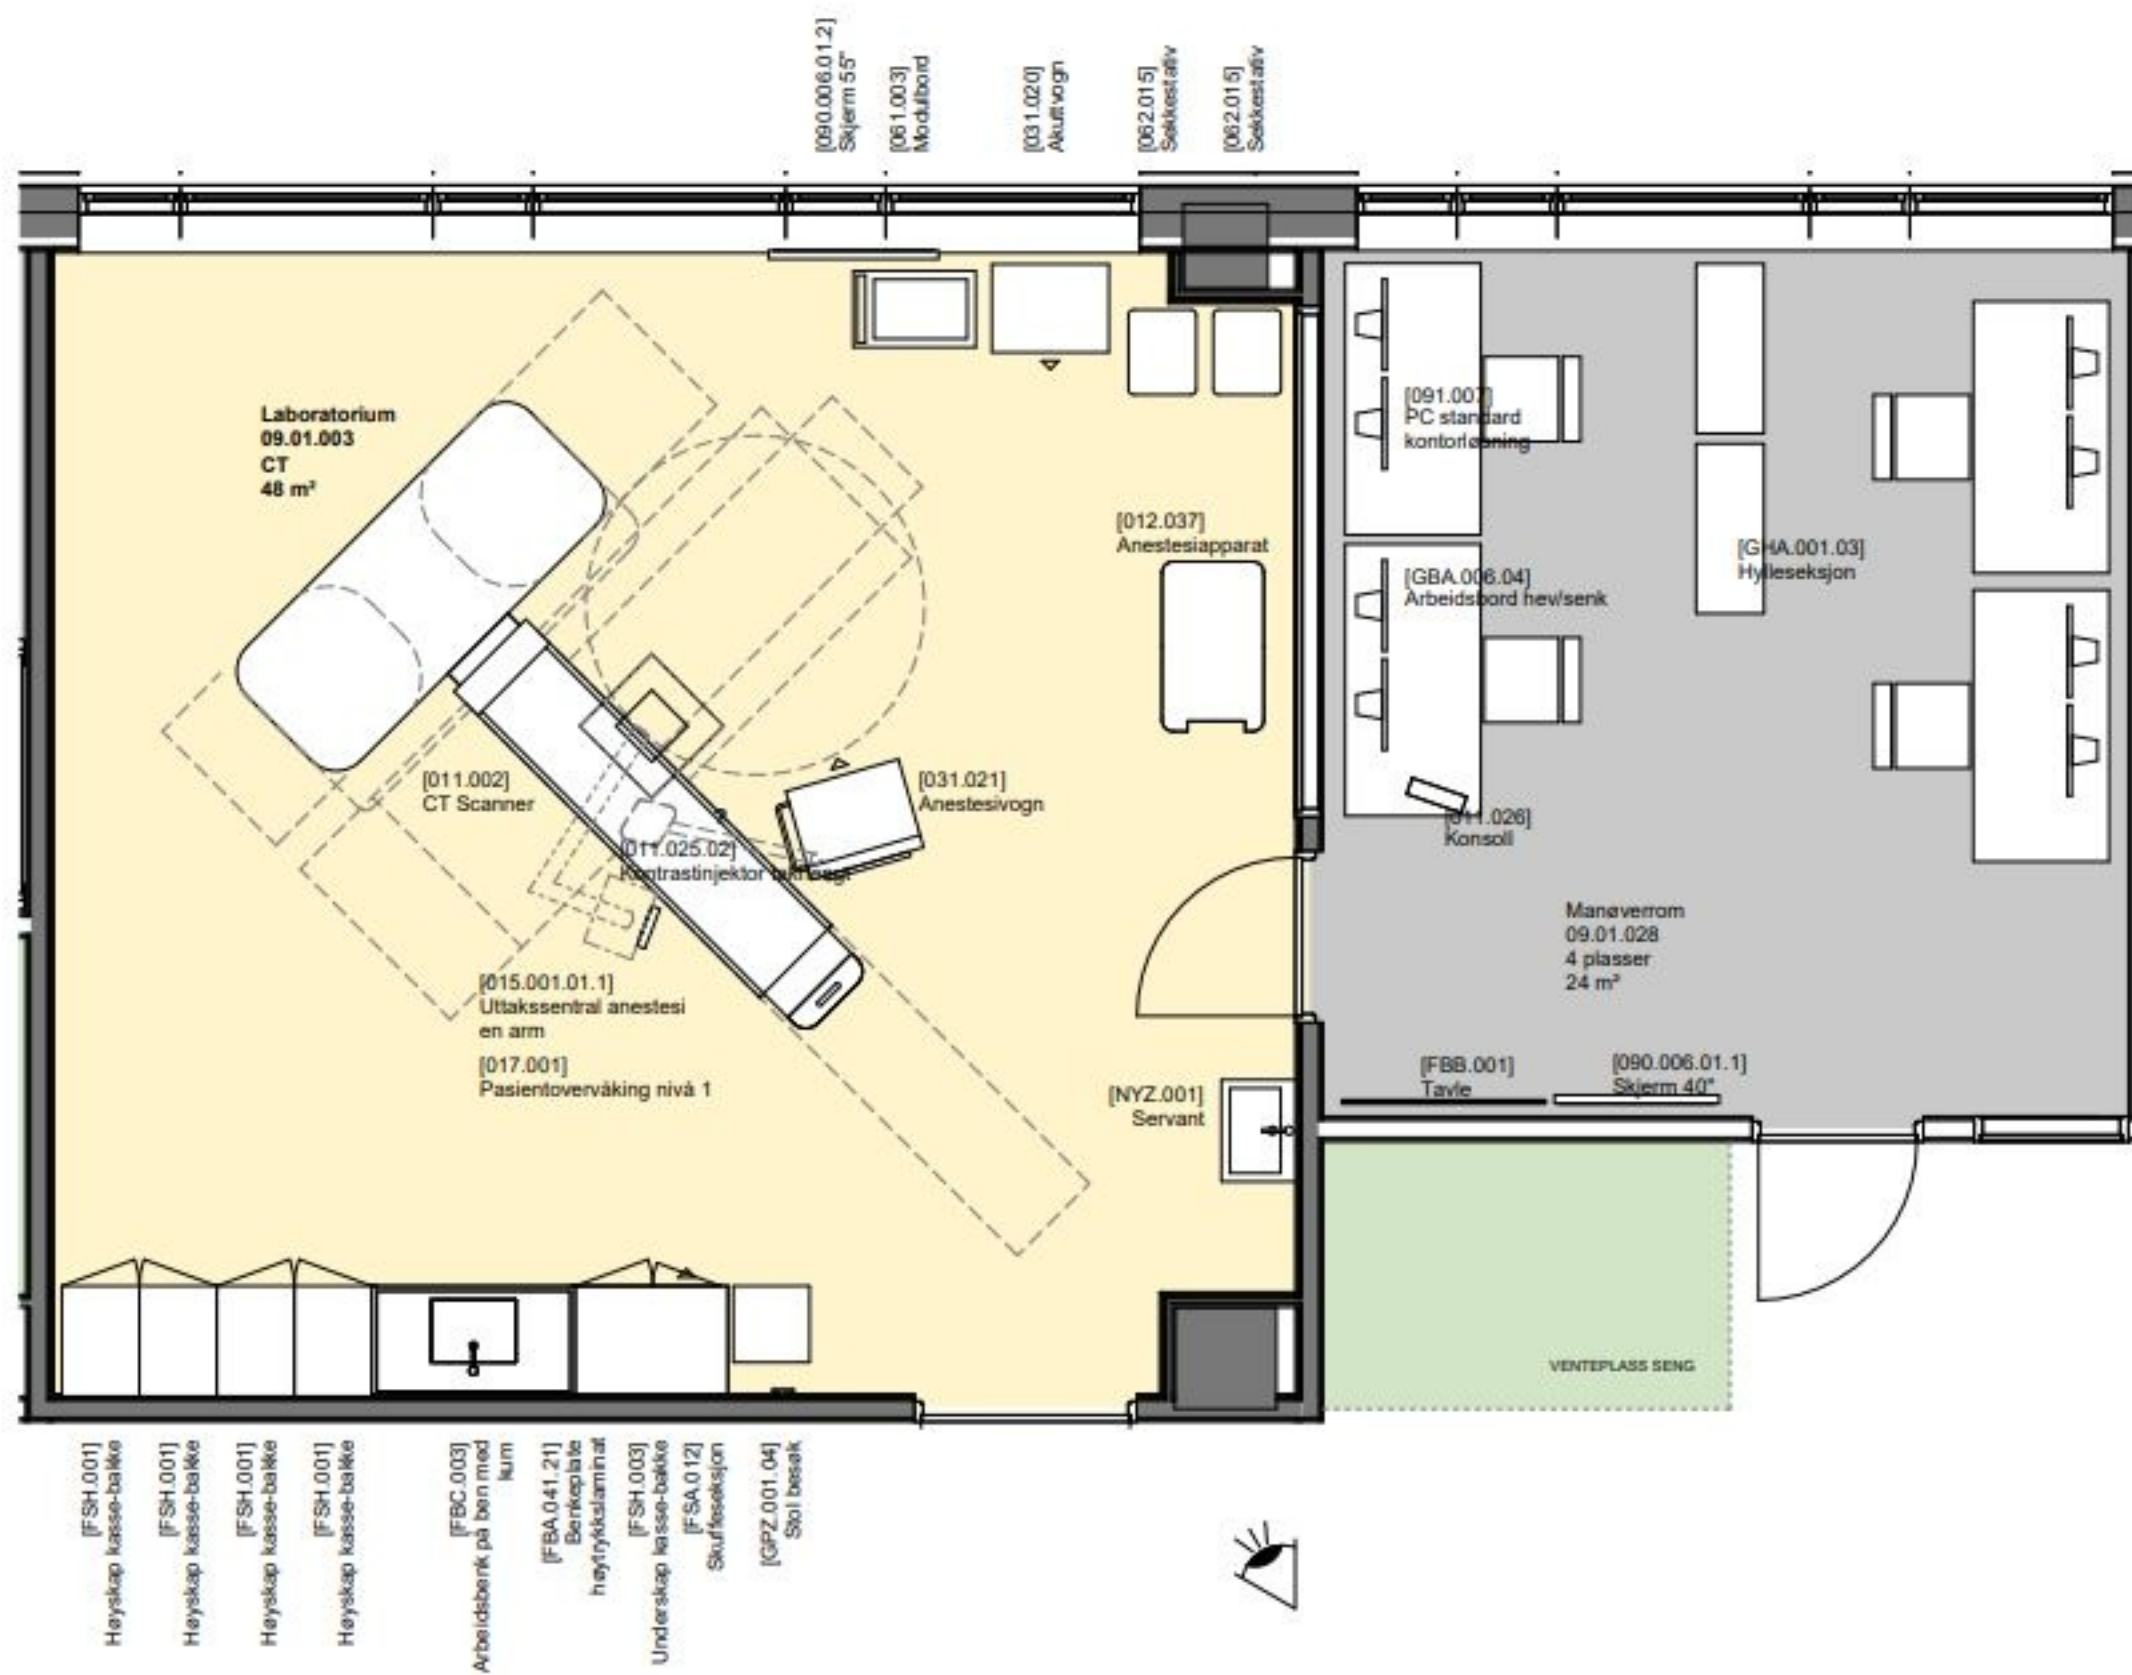 [090.006.01.2]
Skjerm 55"
[061.003]
Modulbord
[031.020]
Akuttvogn
[062.015]
Sekkestativ
[062.015]
Sekkestativ
Laboratorium
09.01.003
CT
48 m²
[091.007]
PC standard
kontorløsning
[012.037]
Anestesiapparat
[GHA.001.03]
Hylleseksjon
[GBA.006.04]
Arbeidsbord hev/senk
[011.002]
CT Scanner
[031.021]
Anestesivogn
[011.026]
Konsoll
[011.025.02]
Kontrastinjektor
Manøverrom
09.01.028
4 plasser
24 m²
[015.001.01.1]
Uttakssentral anestesi
en arm
[017.001]
Pasientovervåking nivå 1
[NYZ.001]
Servant
[FBB.001]
Tavle
[090.006.01.1]
Skjerm 40"
VENTEPLASS SENG
[FSH.001]
Høyskap kasse-bakke
[FSH.001]
Høyskap kasse-bakke
[FSH.001]
Høyskap kasse-bakke
[FSH.001]
Høyskap kasse-bakke
[FBC.003]
Arbeidsbenk på ben med
kum
[FBA.041.21]
Benkeplate
høytrykkslaminat
[FSH.003]
Underskap kasse-bakke
[FSA.012]
Skuffeseksjon
[GPZ.001.04]
Stol besøk